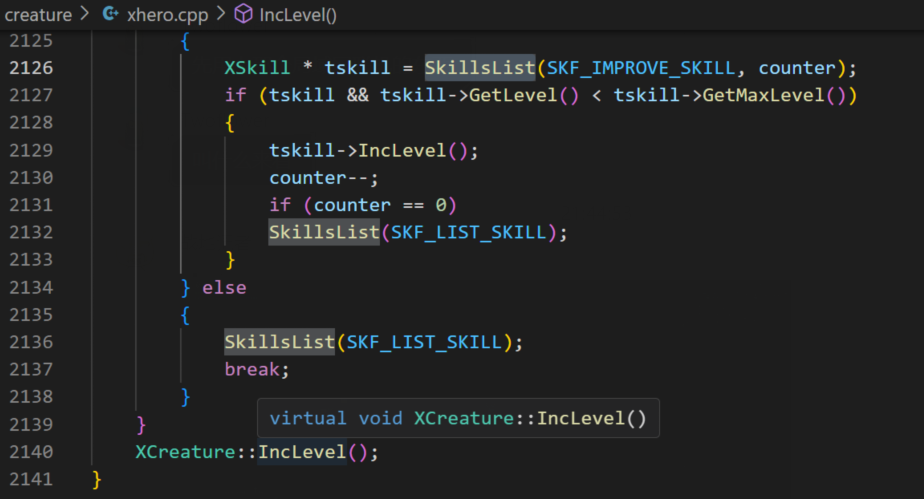 creature > xhero.cpp > IncLevel()
2125 {
2126 XSkill * tskill = SkillsList(SKF_IMPROVE_SKILL, counter);
2127 if (tskill && tskill->GetLevel() < tskill->GetMaxLevel())
2128 {
2129 tskill->IncLevel();
2130 counter--;
2131 if (counter == 0)
2132 SkillsList(SKF_LIST_SKILL);
2133 }
2134 } else
2135 {
2136 SkillsList(SKF_LIST_SKILL);
2137 break;
2138 }
virtual void XCreature::IncLevel()
2139 }
2140 XCreature::IncLevel();
2141 }